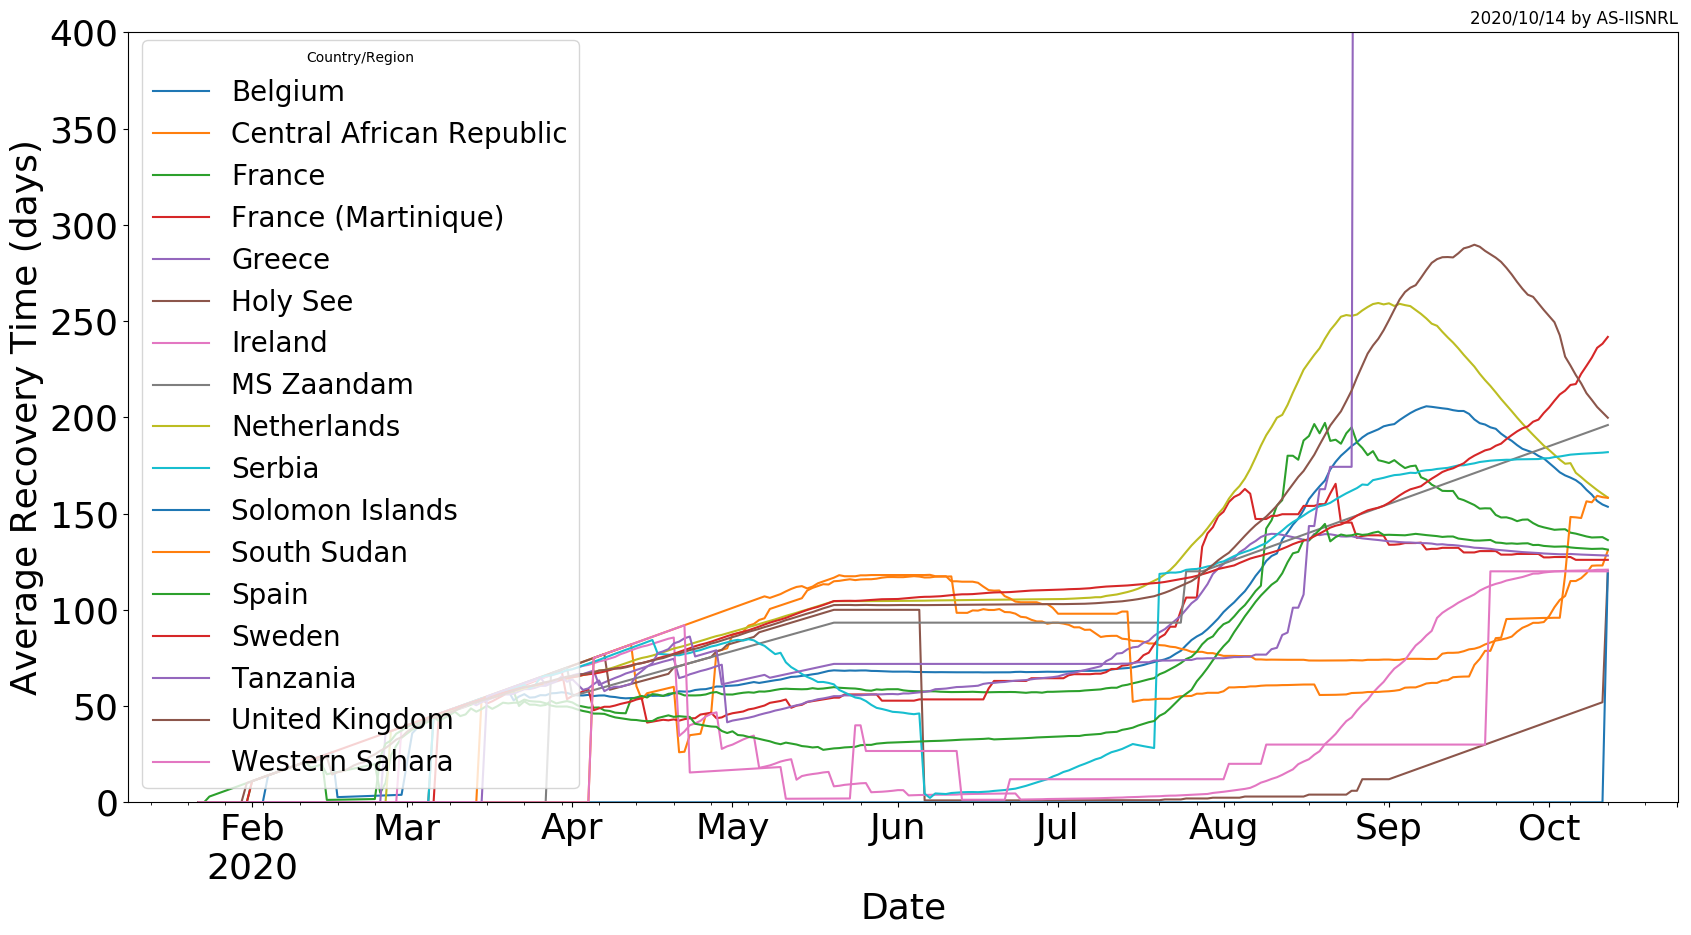 2020/10/14 by AS-IISNRL
Average Recovery Time (days)
400
350
300
250
200
150
100
50
0
Country/Region
Belgium
Central African Republic
France
France (Martinique)
Greece
Holy See
Ireland
MS Zaandam
Netherlands
Serbia
Solomon Islands
South Sudan
Spain
Sweden
Tanzania
United Kingdom
Western Sahara
Feb Mar Apr May Jun Jul Aug Sep Oct
2020
Date